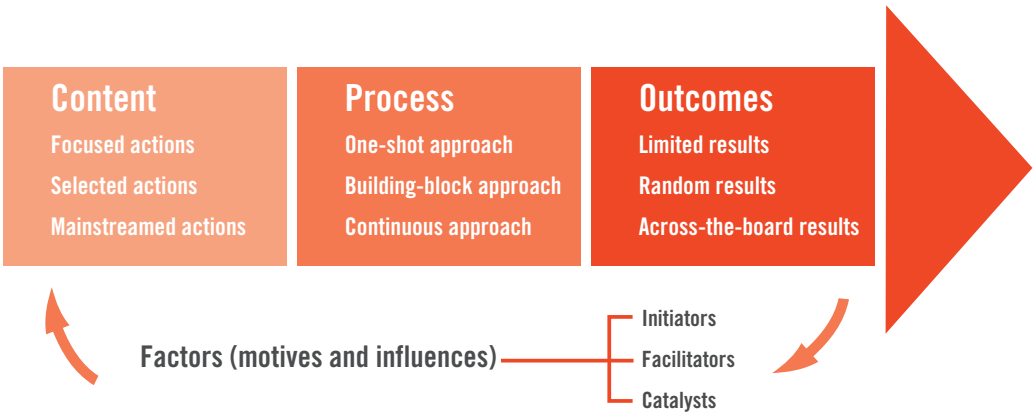 Content
Focused actions
Selected actions
Mainstreamed actions
Process
One-shot approach
Building-block approach
Continuous approach
Outcomes
Limited results
Random results
Across-the-board results
Factors (motives and influences)
Initiators
Facilitators
Catalysts